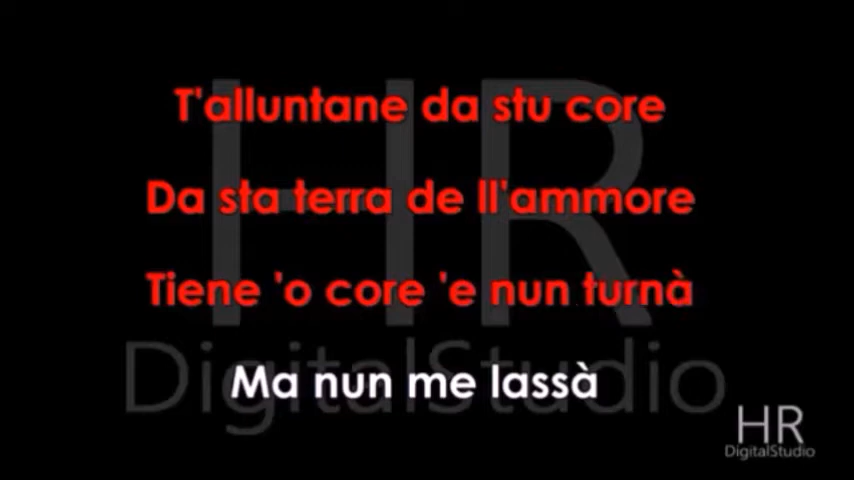 T'alluntane da stu core
Da sta terra de ll'ammore
Tiene 'o core 'e nun turnà
Ma nun me lassà
HR
DigitalStudio
HR
DigitalStudio